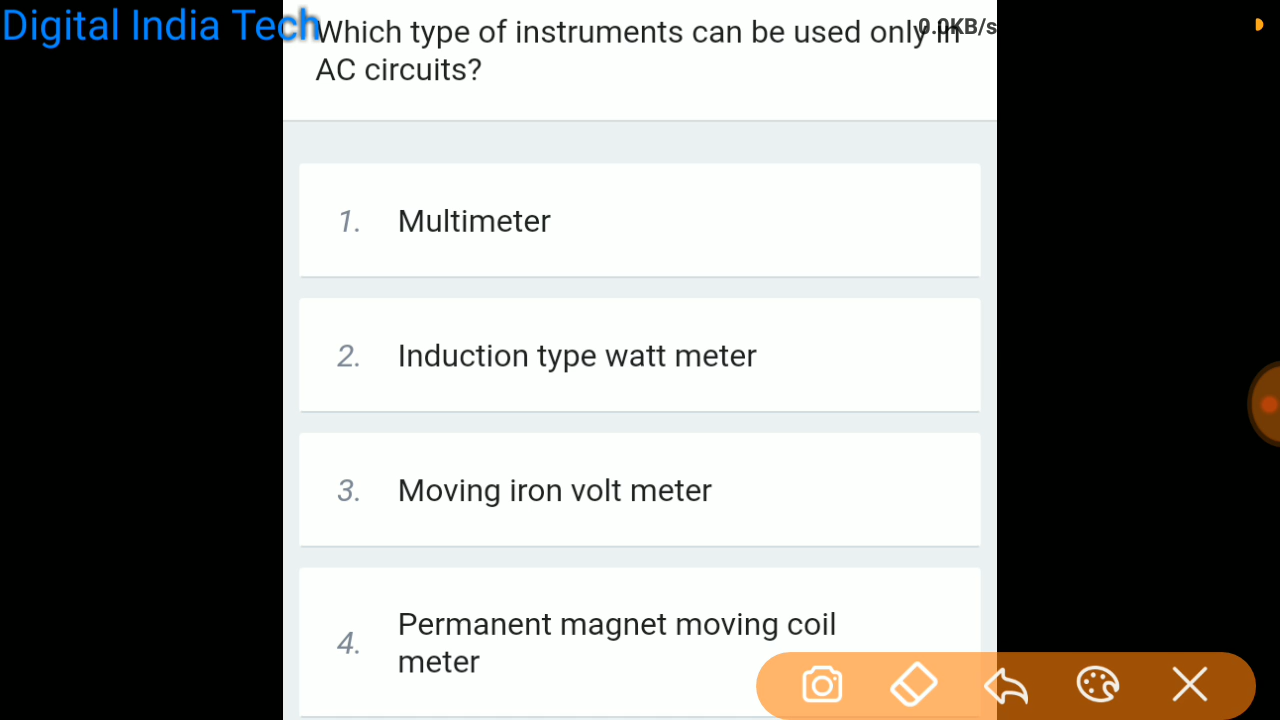 Digital India Tech
Which type of instruments can be used only in
0.0KB/s
AC circuits?
1. Multimeter
2. Induction type watt meter
3. Moving iron volt meter
4. Permanent magnet moving coil
meter